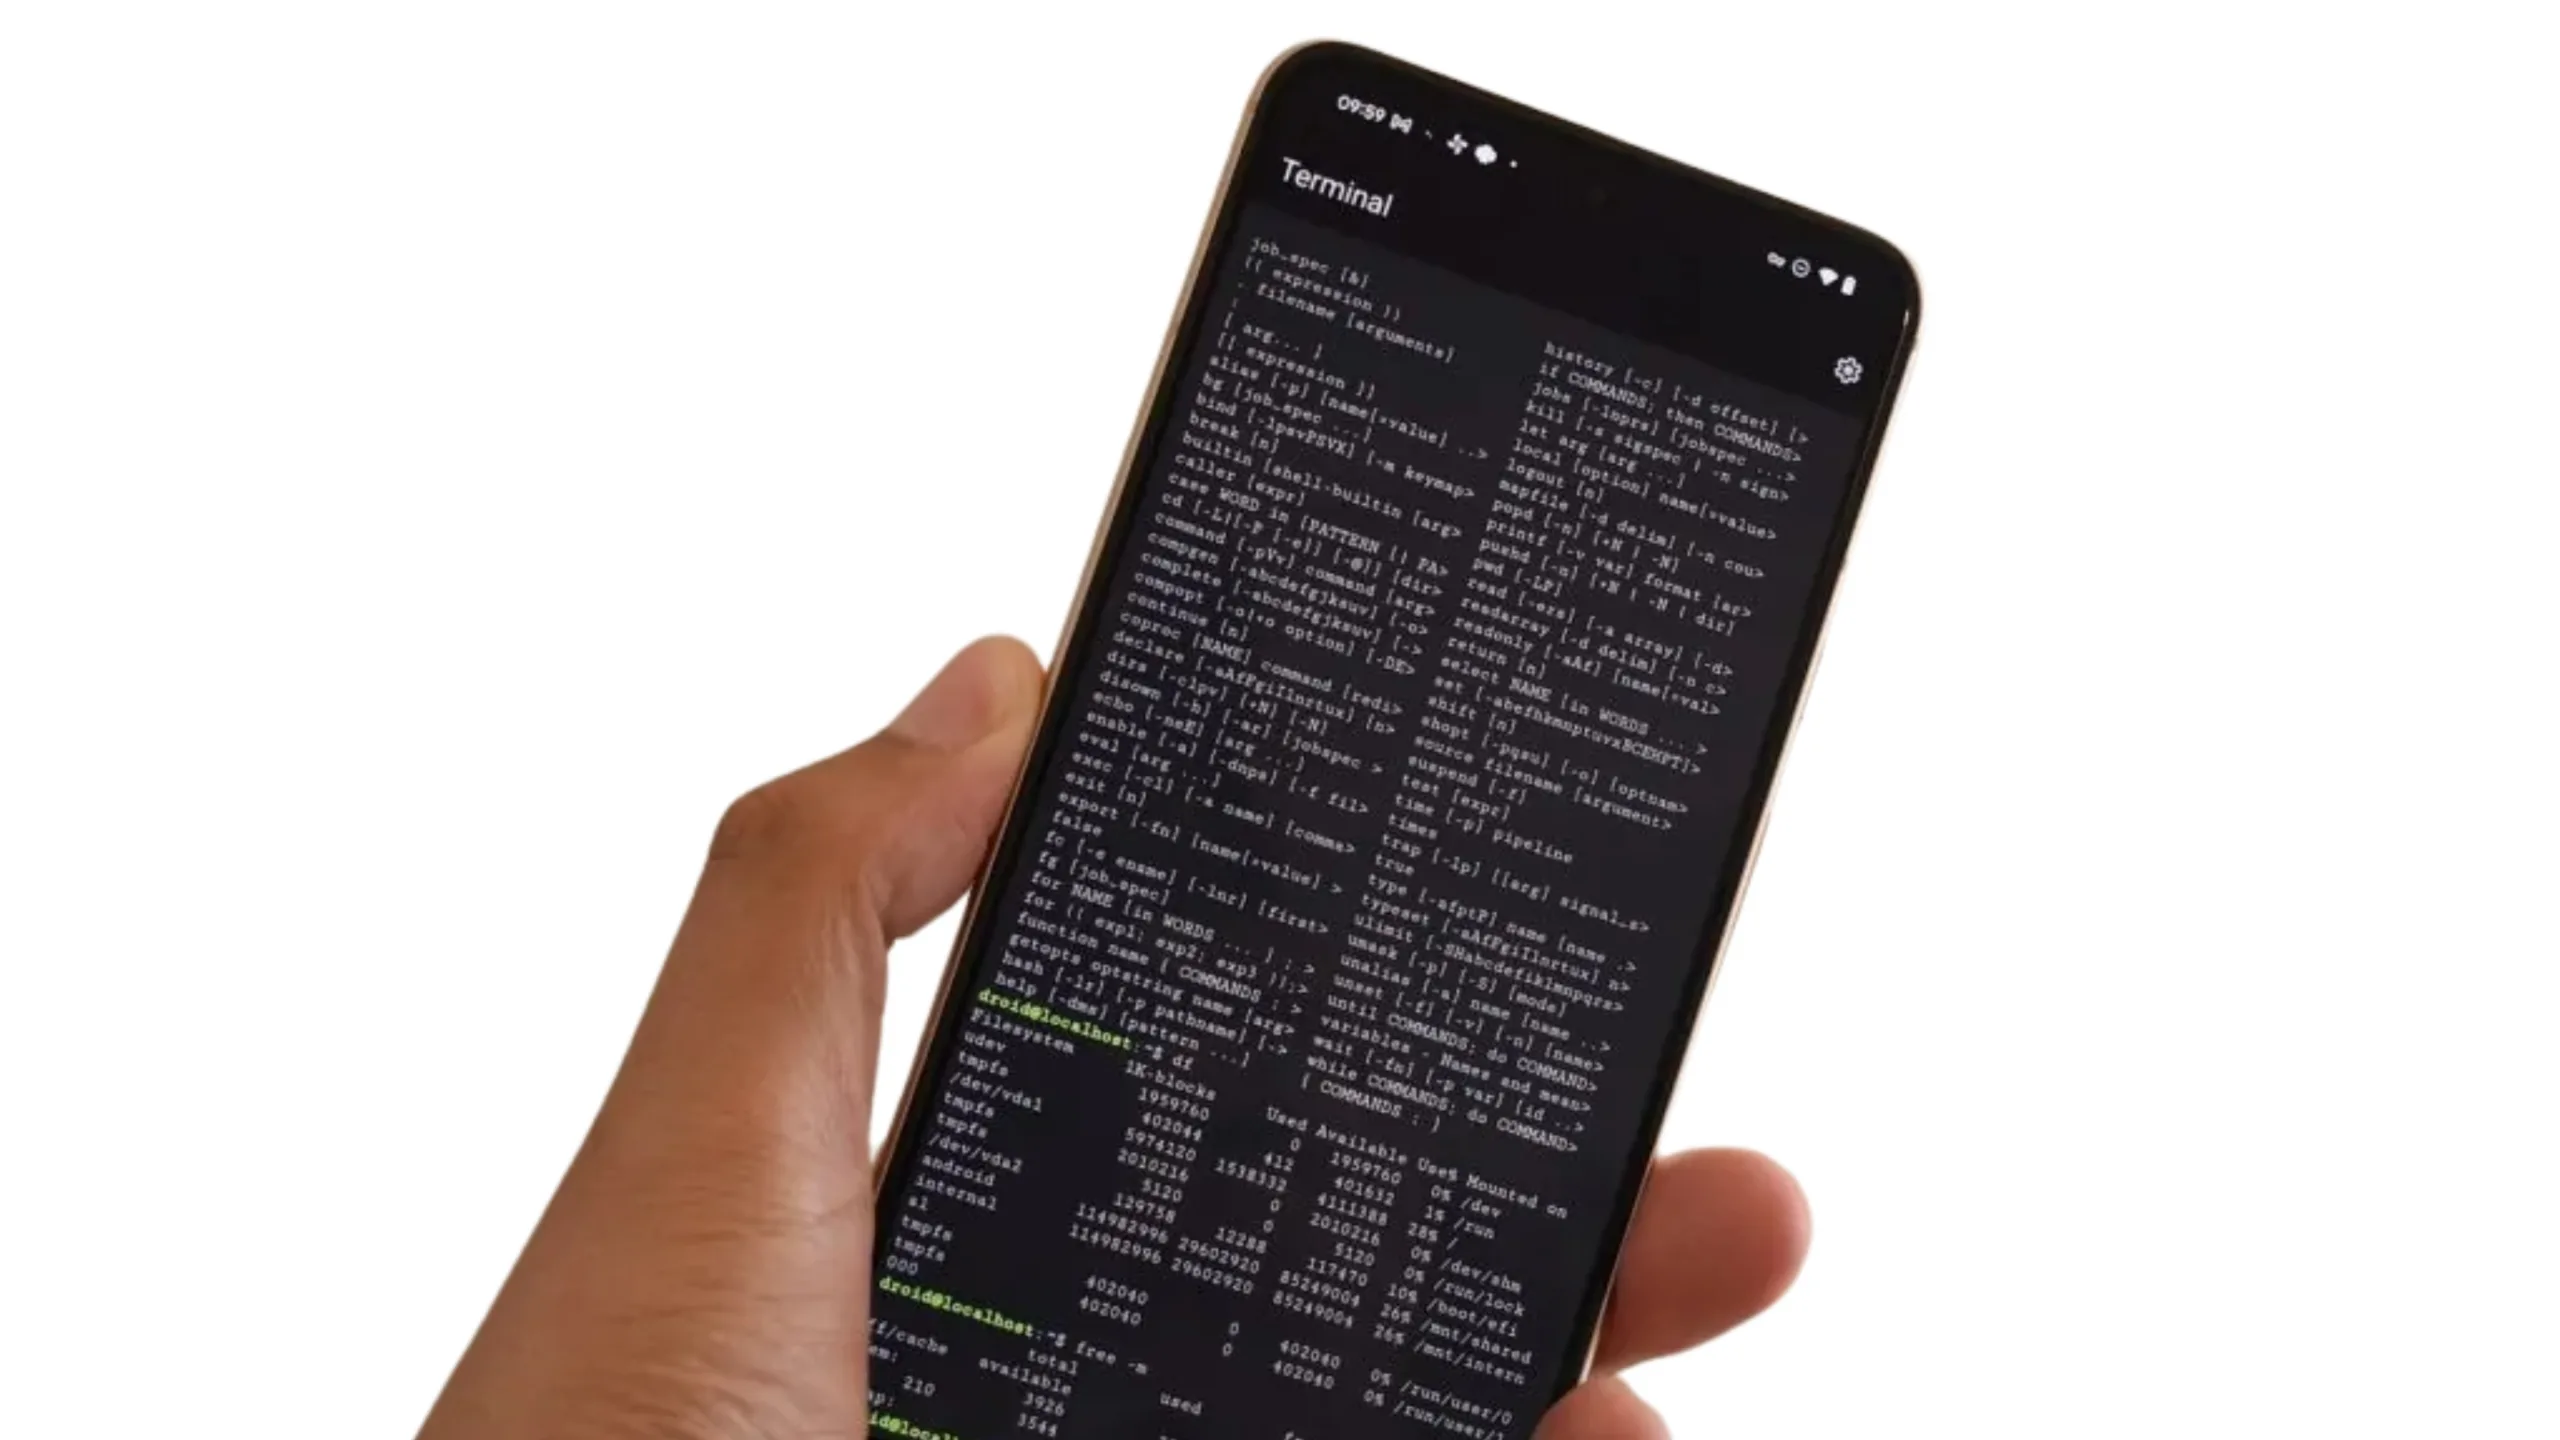 09:59
Terminal
job_spec [&]
(( expression ))
. filename [arguments]
:
[ arg... ]
[[ expression ]]
alias [-p] [name[=value] ...>
bg [job_spec ...]
bind [-lpsvPSVX] [-m keymap>
break [n]
builtin [shell-builtin [arg>
caller [expr]
case WORD in [PATTERN [| PA>
cd [-L|[-P [-e]] [-@]] [dir>
command [-pVv] command [arg>
compgen [-abcdefgjksuv] [-o>
complete [-abcdefgjksuv] [->
compopt [-o|+o option] [-DE>
continue [n]
coproc [NAME] command [redi>
declare [-aAfFgiIlnrtux] [n>
dirs [-clpv] [+N] [-N]
disown [-h] [-ar] [jobspec >
echo [-neE] [arg ...]
enable [-a] [-dnps] [-f fil>
eval [arg ...]
exec [-cl] [-a name] [comma>
exit [n]
export [-fn] [name[=value] >
false
fc [-e ename] [-lnr] [first>
fg [job_spec]
for NAME [in WORDS ... ] ; >
for (( exp1; exp2; exp3 ));>
function name { COMMANDS ; >
getopts optstring name [arg>
hash [-lr] [-p pathname] [->
help [-dms] [pattern ...]
history [-c] [-d offset] [>
if COMMANDS; then COMMANDS>
jobs [-lnprs] [jobspec ...>
kill [-s sigspec | -n sign>
let arg [arg ...]
local [option] name[=value>
logout [n]
mapfile [-d delim] [-n cou>
popd [-n] [+N | -N]
printf [-v var] format [ar>
pushd [-n] [+N | -N | dir]
pwd [-LP]
read [-ers] [-a array] [-d>
readarray [-d delim] [-n c>
readonly [-aAf] [name[=val>
return [n]
select NAME [in WORDS ... >
set [-abefhkmnptuvxBCEHPT]>
shift [n]
shopt [-pqsu] [-o] [optnam>
source filename [argument>
suspend [-f]
test [expr]
time [-p] pipeline
times
trap [-lp] [[arg] signal_s>
true
type [-afptP] name [name .>
typeset [-aAfFgiIlnrtux] n>
ulimit [-SHabcdefiklmnpqrs>
umask [-p] [-S] [mode]
unalias [-a] name [name ..>
unset [-f] [-v] [-n] [name>
until COMMANDS; do COMMAND>
variables - Names and mean>
wait [-fn] [-p var] [id ..>
while COMMANDS; do COMMAND>
{ COMMANDS ; }
droid@localhost:~$ df
Filesystem 1K-blocks Used Available Use% Mounted on
udev 1959760 0 1959760 0% /dev
tmpfs 402044 412 401632 1% /run
/dev/vda1 5974120 1538332 4111388 28% /
tmpfs 2010216 0 2010216 0% /dev/shm
tmpfs 5120 0 5120 0% /run/lock
/dev/vda2 129758 12288 117470 10% /boot/efi
android 114982996 29602920 85249004 26% /mnt/shared
internal 114982996 29602920 85249004 26% /mnt/intern
al
tmpfs 402040 0 402040 0% /run/user/0
tmpfs 402040 0 402040 0% /run/user/1
000
droid@localhost:~$ free -m
total used
ff/cache available
em: 3926
210 3544
ap: